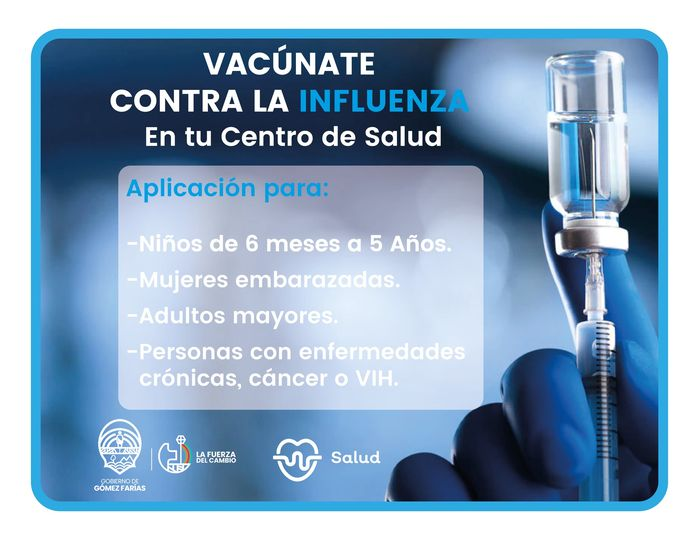 VACÚNATE
CONTRA LA INFLUENZA
En tu Centro de Salud
Aplicación para:
-Niños de 6 meses a 5 Años.
-Mujeres embarazadas.
-Adultos mayores.
-Personas con enfermedades
crónicas, cáncer o VIH.
GOBIERNO DE
GÓMEZ FARÍAS
LA FUERZA
DEL CAMBIO
Salud